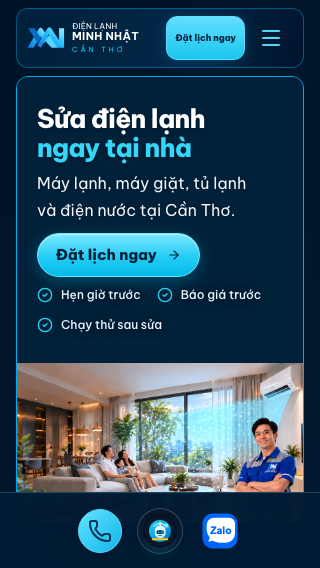 ĐIỆN LẠNH
MINH NHẬT
CẦN THƠ
Đặt lịch ngay
Sửa điện lạnh
ngay tại nhà
Máy lạnh, máy giặt, tủ lạnh
và điện nước tại Cần Thơ.
Đặt lịch ngay
Hẹn giờ trước
Báo giá trước
Chạy thử sau sửa
Zalo